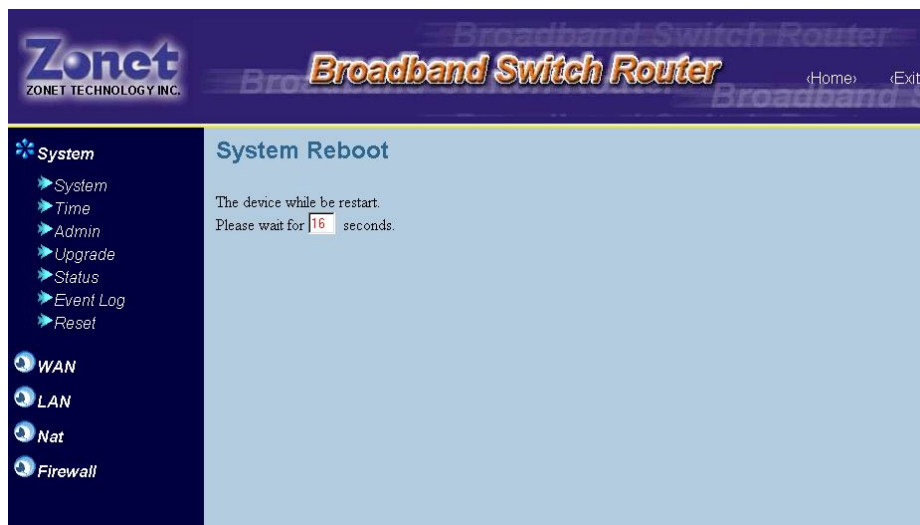 Zonet
ZONET TECHNOLOGY INC.
Broadband Switch Router
Broadband Switch Router
‹Home› ‹Exit
Broadband S
System
System
Time
Admin
Upgrade
Status
Event Log
Reset
WAN
LAN
Nat
Firewall
System Reboot
The device while be restart.
Please wait for 16 seconds.